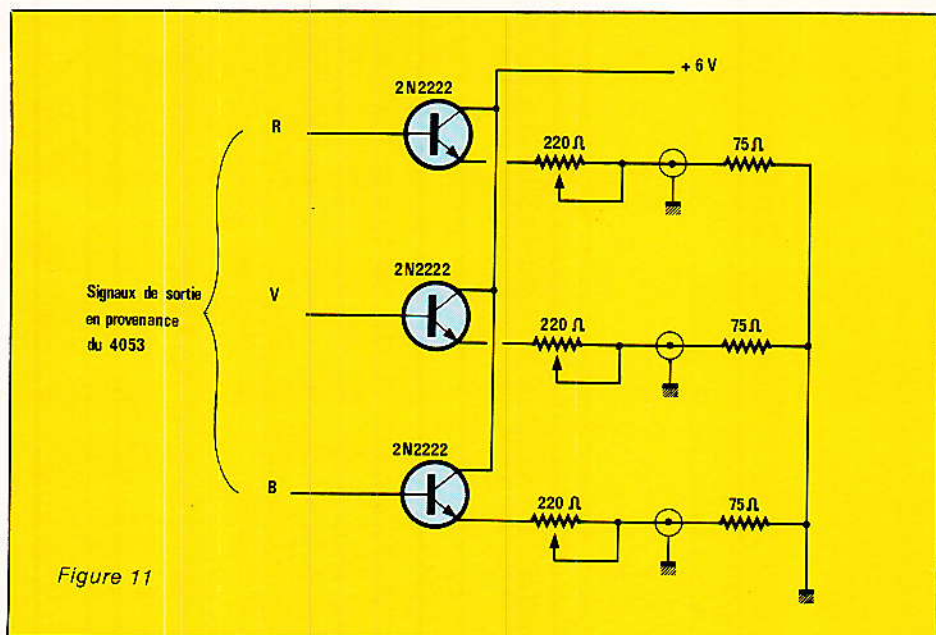 + 6 V
2N2222
R
220 Ω
75 Ω
2N2222
Signaux de sortie
en provenance
du 4053
V
220 Ω
75 Ω
2N2222
B
220 Ω
75 Ω
Figure 11